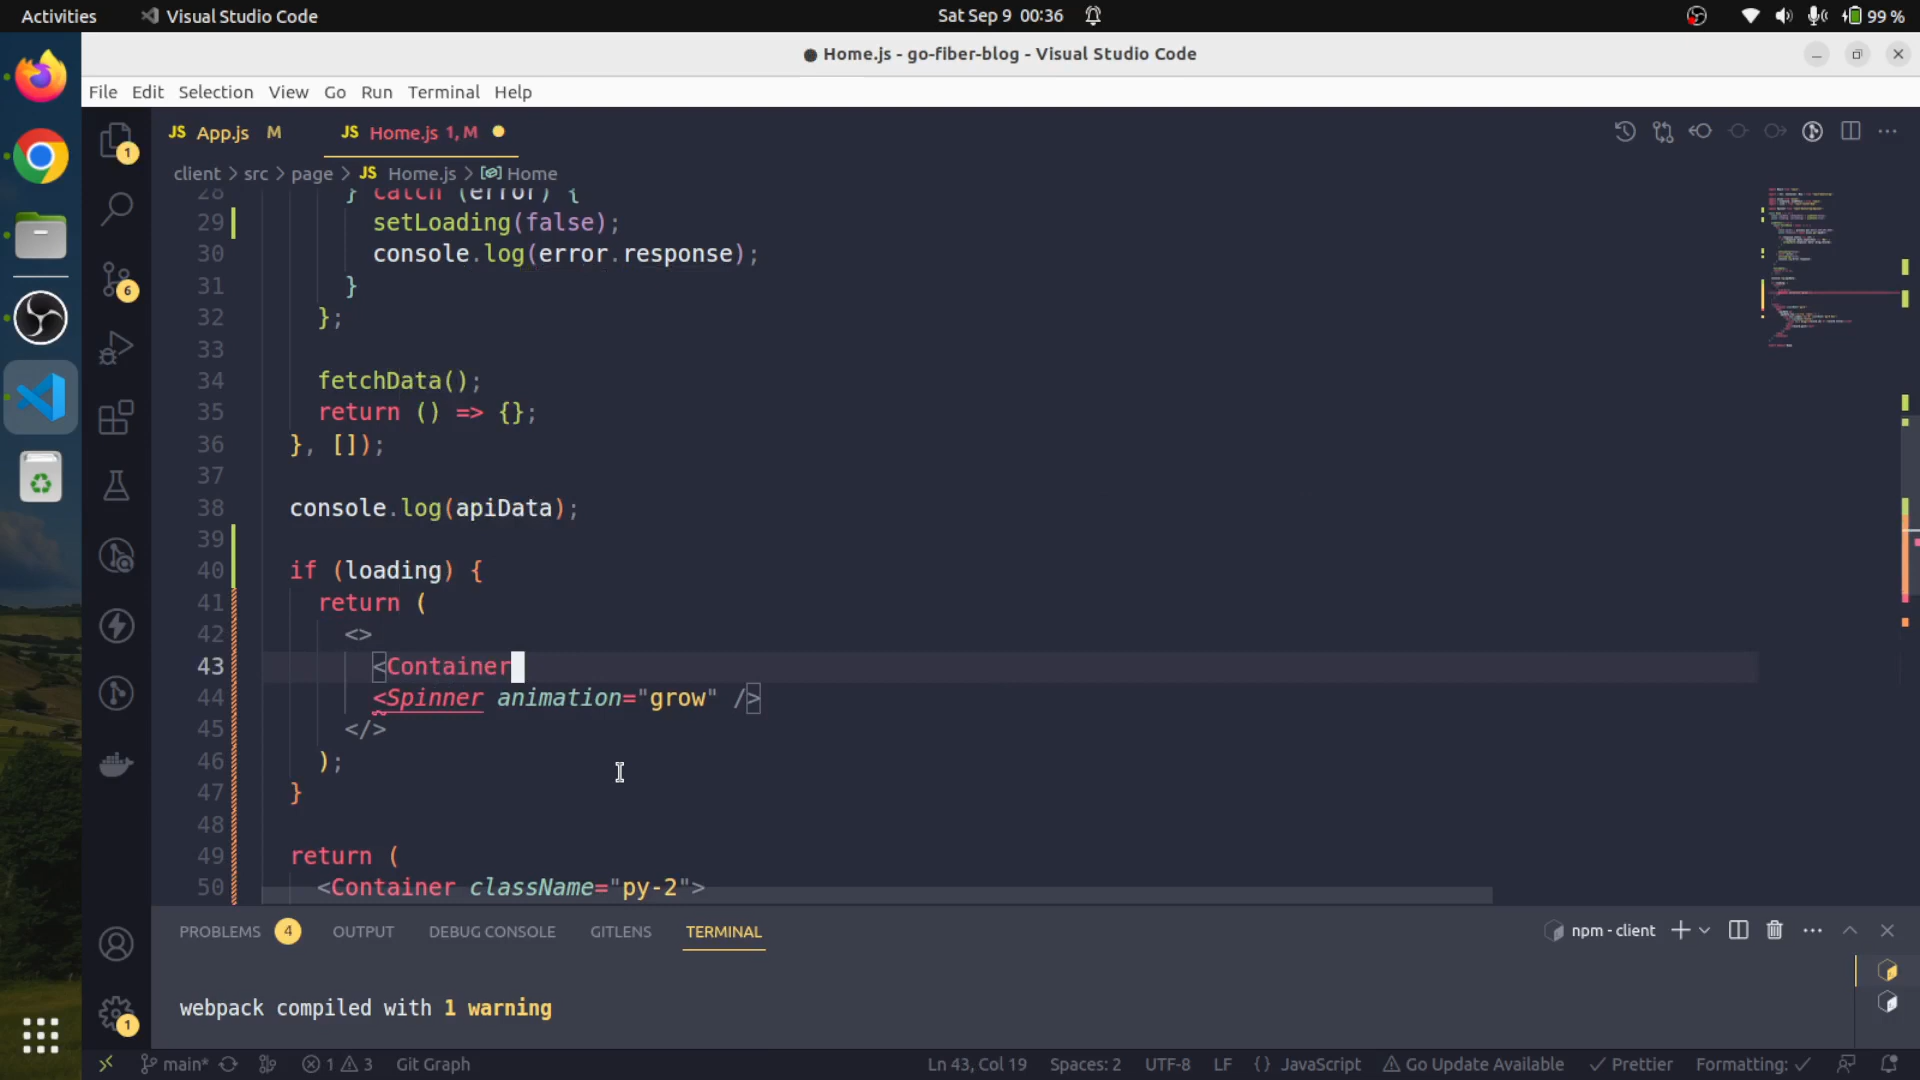 Activities
Visual Studio Code
Sat Sep 9 00:36
99 %
● Home.js - go-fiber-blog - Visual Studio Code
File Edit Selection View Go Run Terminal Help
JS App.js M
JS Home.js 1, M
client > src > page > JS Home.js > Home
28 } catch (error) {
29 setLoading(false);
30 console.log(error.response);
31 }
32 };
33
34 fetchData();
35 return () => {};
36 }, []);
37
38 console.log(apiData);
39
40 if (loading) {
41 return (
42 <>
43 <Container
44 <Spinner animation="grow" />
45 </>
46 );
47 }
48
49 return (
50 <Container className="py-2">
1
6
1
PROBLEMS 4 OUTPUT DEBUG CONSOLE GITLENS TERMINAL
npm - client
webpack compiled with 1 warning
main* 1 3 Git Graph
Ln 43, Col 19 Spaces: 2 UTF-8 LF {} JavaScript Go Update Available Prettier Formatting: